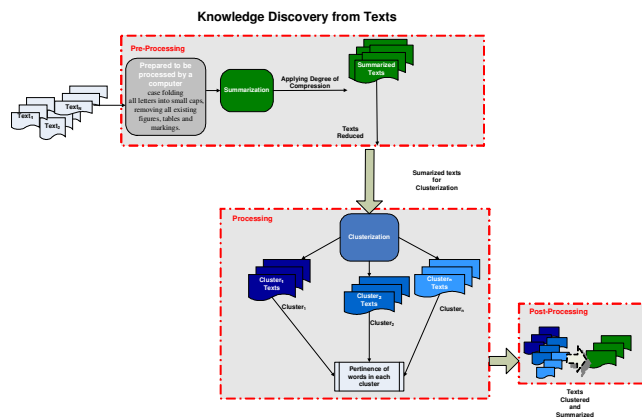 Knowledge Discovery from Texts
Pre-Processing
Prepared to be
processed by a
computer
case folding
all letters into small caps,
removing all existing
figures, tables and
markings.
Summarization
Applying Degree of
Compression
Summarized
Texts
Text₁
Text₂
Textₙ
Texts
Reduced
Sumarized texts
for
Clusterization
Processing
Clusterization
Cluster₁
Texts
Cluster₂
Texts
Clusterₙ
Texts
Cluster₁
Cluster₂
Clusterₙ
Pertinence of
words in each
cluster
Post-Processing
Texts
Clustered
and
Summarized